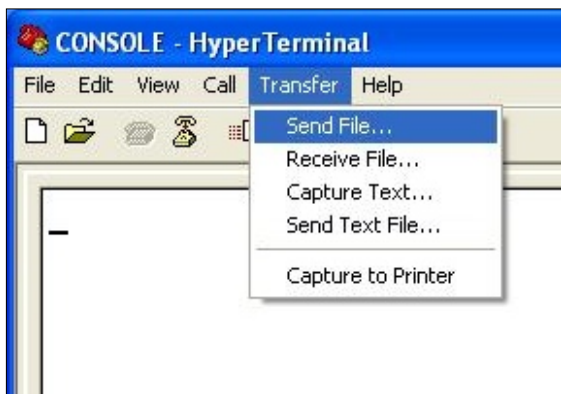 CONSOLE - HyperTerminal
File Edit View Call Transfer Help
Send File...
Receive File...
Capture Text...
Send Text File...
Capture to Printer